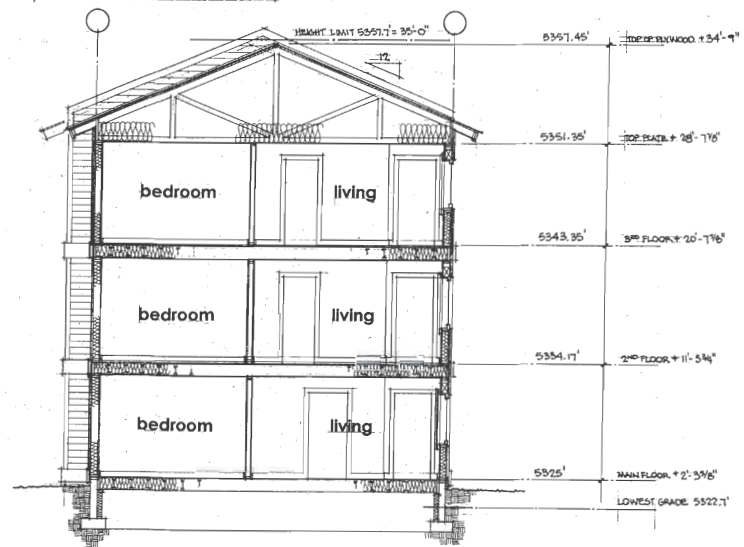 HEIGHT LIMIT 5357.7' = 35'-0"
5357.45' TOP OF PLYWOOD + 34'-9"
12
5351.35' TOP PLATE + 28'-7 7/8"
bedroom living
5343.35' 3RD FLOOR + 20'-7 7/8"
bedroom living
5334.17' 2ND FLOOR + 11'-5 3/4"
bedroom living
5325' MAIN FLOOR + 2'-3 5/8"
LOWEST GRADE 5322.7'